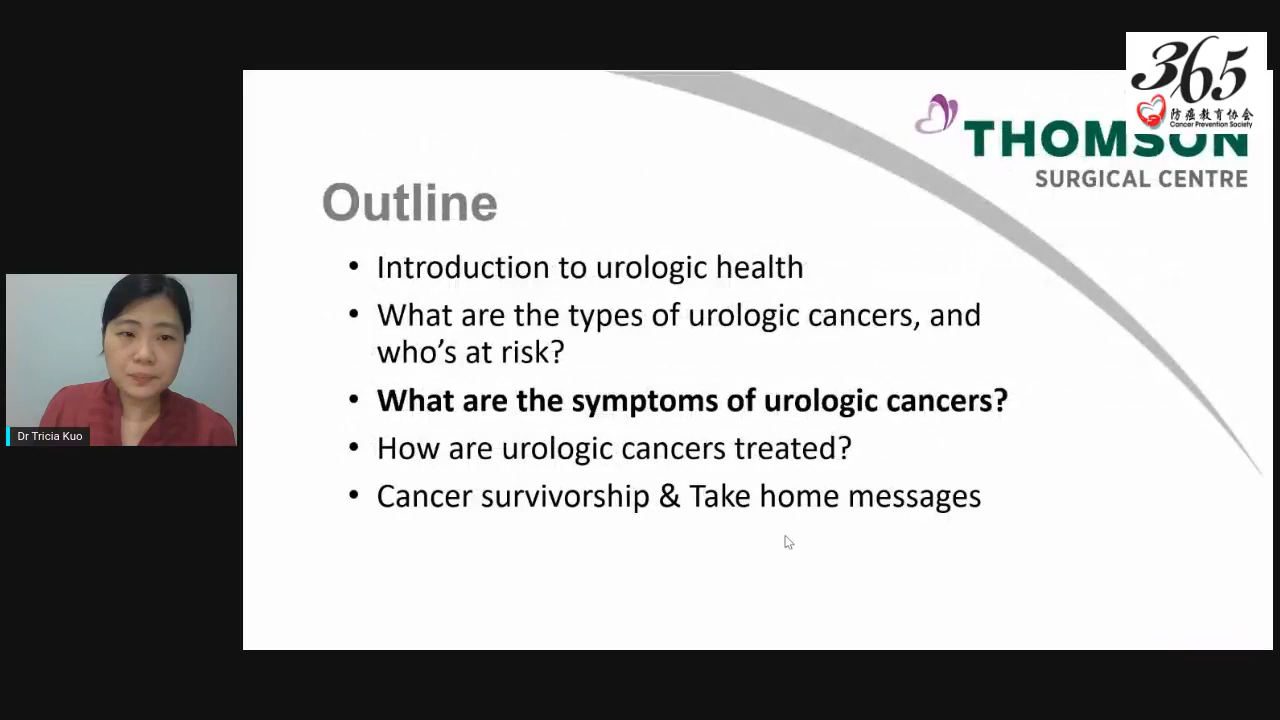 365
防癌教育协会
Cancer Prevention Society
THOMSON
SURGICAL CENTRE
Outline
• Introduction to urologic health
• What are the types of urologic cancers, and
who's at risk?
• What are the symptoms of urologic cancers?
• How are urologic cancers treated?
• Cancer survivorship & Take home messages
Dr Tricia Kuo